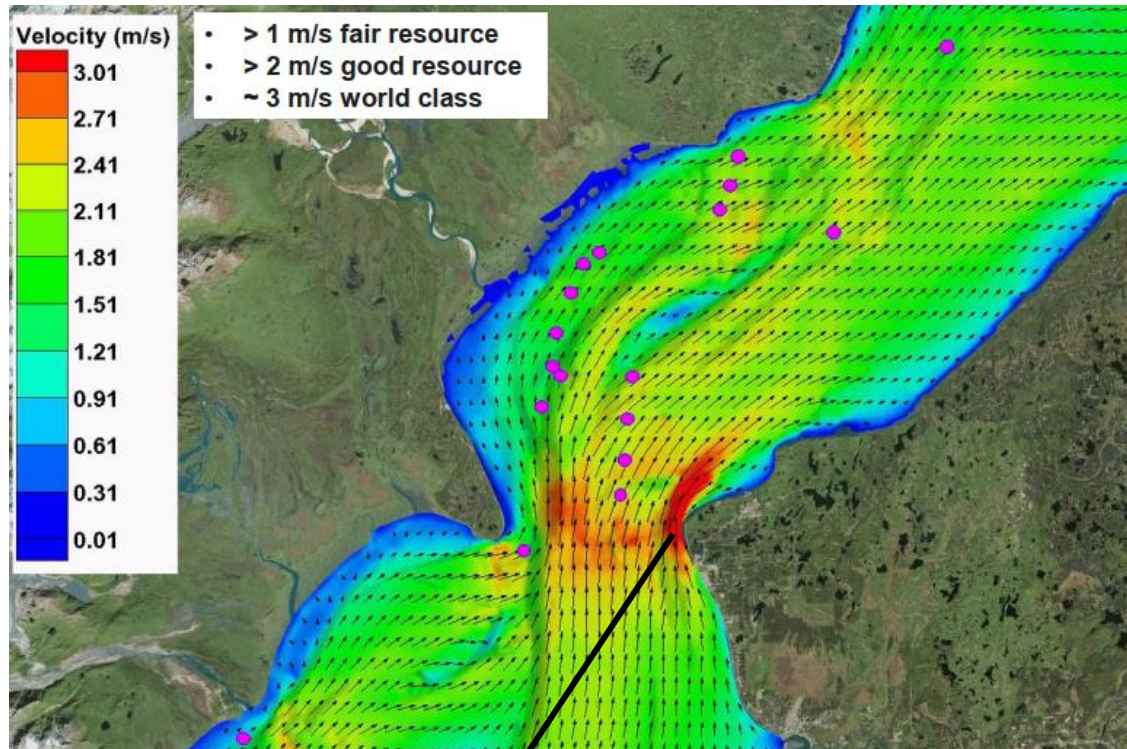 Velocity (m/s)
3.01
2.71
2.41
2.11
1.81
1.51
1.21
0.91
0.61
0.31
0.01
• > 1 m/s fair resource
• > 2 m/s good resource
• ~ 3 m/s world class